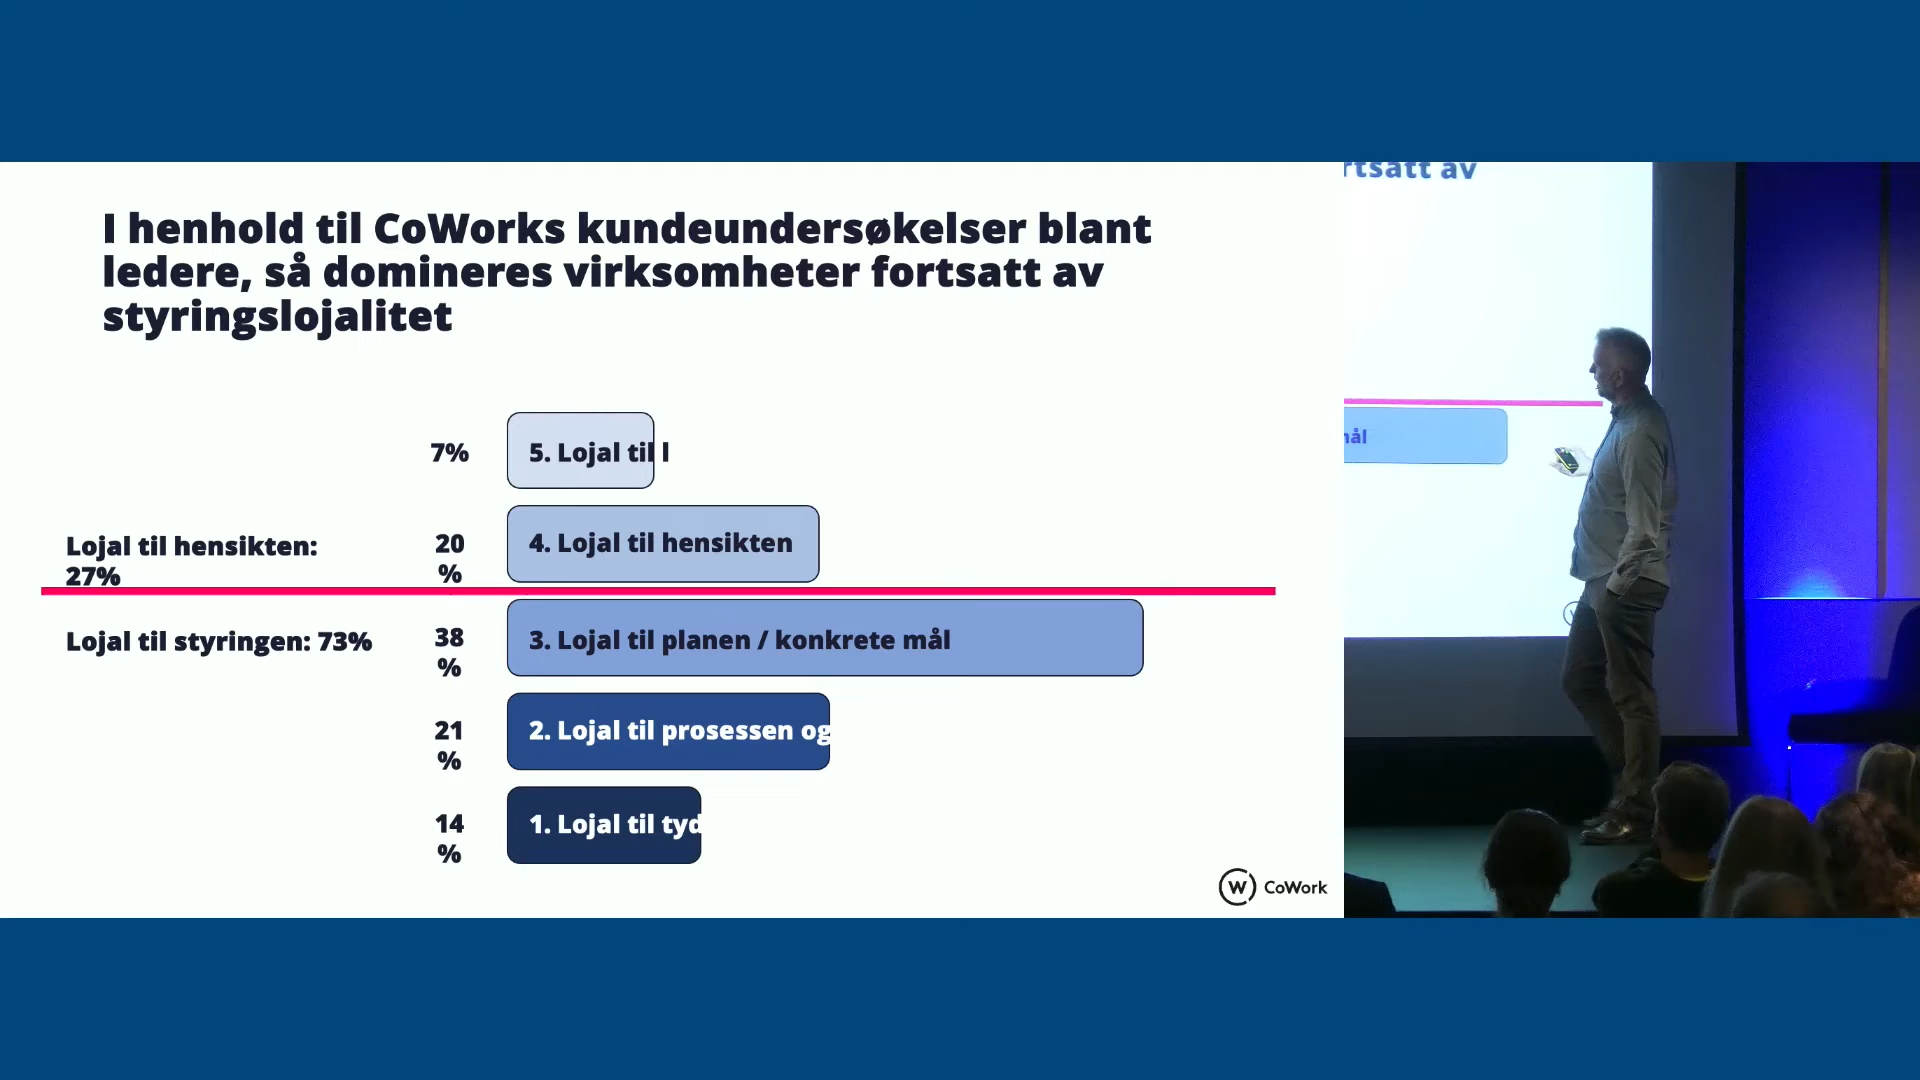 I henhold til CoWorks kundeundersøkelser blant
ledere, så domineres virksomheter fortsatt av
styringslojalitet
7%
5. Lojal til l
Lojal til hensikten:
27%
20
%
4. Lojal til hensikten
Lojal til styringen: 73%
38
%
3. Lojal til planen / konkrete mål
21
%
2. Lojal til prosessen og
14
%
1. Lojal til tyd
W CoWork
rtsatt av
mål